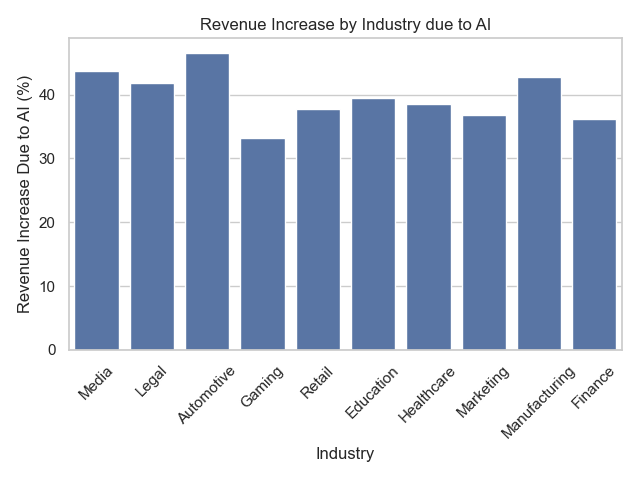 Revenue Increase by Industry due to AI
Revenue Increase Due to AI (%)
40
30
20
10
0
Media
Legal
Automotive
Gaming
Retail
Education
Healthcare
Marketing
Manufacturing
Finance
Industry